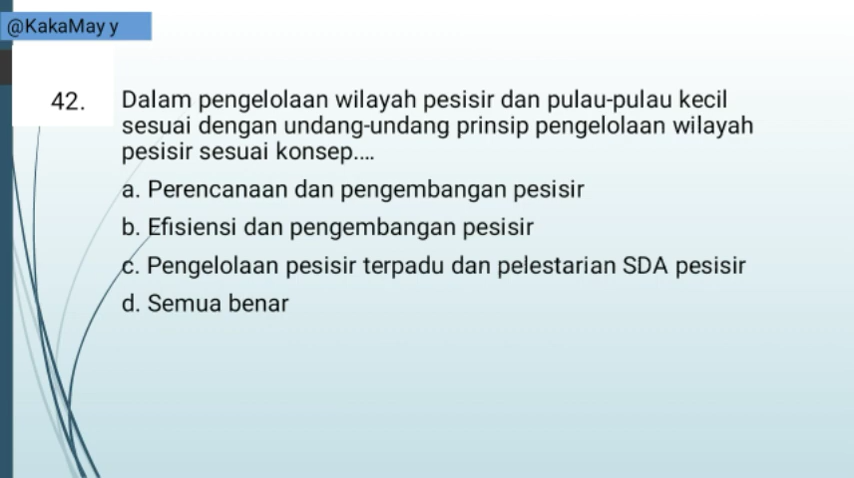 @KakaMay y
42. Dalam pengelolaan wilayah pesisir dan pulau-pulau kecil
sesuai dengan undang-undang prinsip pengelolaan wilayah
pesisir sesuai konsep....
a. Perencanaan dan pengembangan pesisir
b. Efisiensi dan pengembangan pesisir
c. Pengelolaan pesisir terpadu dan pelestarian SDA pesisir
d. Semua benar